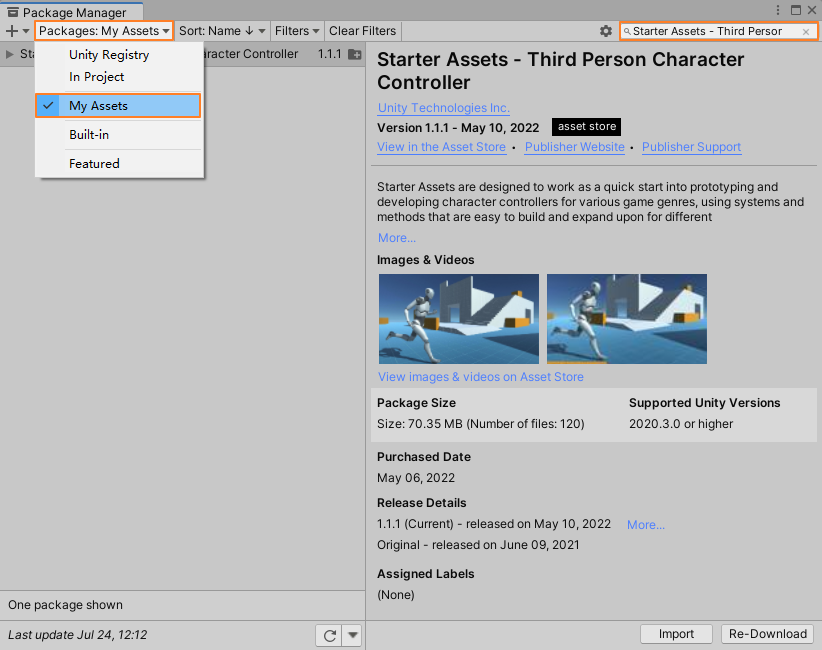 Package Manager
Packages: My Assets
Sort: Name ↓
Filters
Clear Filters
Starter Assets - Third Person
Sta
racter Controller
1.1.1
Unity Registry
In Project
My Assets
Built-in
Featured
Starter Assets - Third Person Character
Controller
Unity Technologies Inc.
Version 1.1.1 - May 10, 2022
asset store
View in the Asset Store • Publisher Website • Publisher Support
Starter Assets are designed to work as a quick start into prototyping and
developing character controllers for various game genres, using systems and
methods that are easy to build and expand upon for different
More...
Images & Videos
View images & videos on Asset Store
Package Size
Supported Unity Versions
Size: 70.35 MB (Number of files: 120)
2020.3.0 or higher
Purchased Date
May 06, 2022
Release Details
1.1.1 (Current) - released on May 10, 2022
More...
Original - released on June 09, 2021
Assigned Labels
(None)
One package shown
Last update Jul 24, 12:12
Import
Re-Download